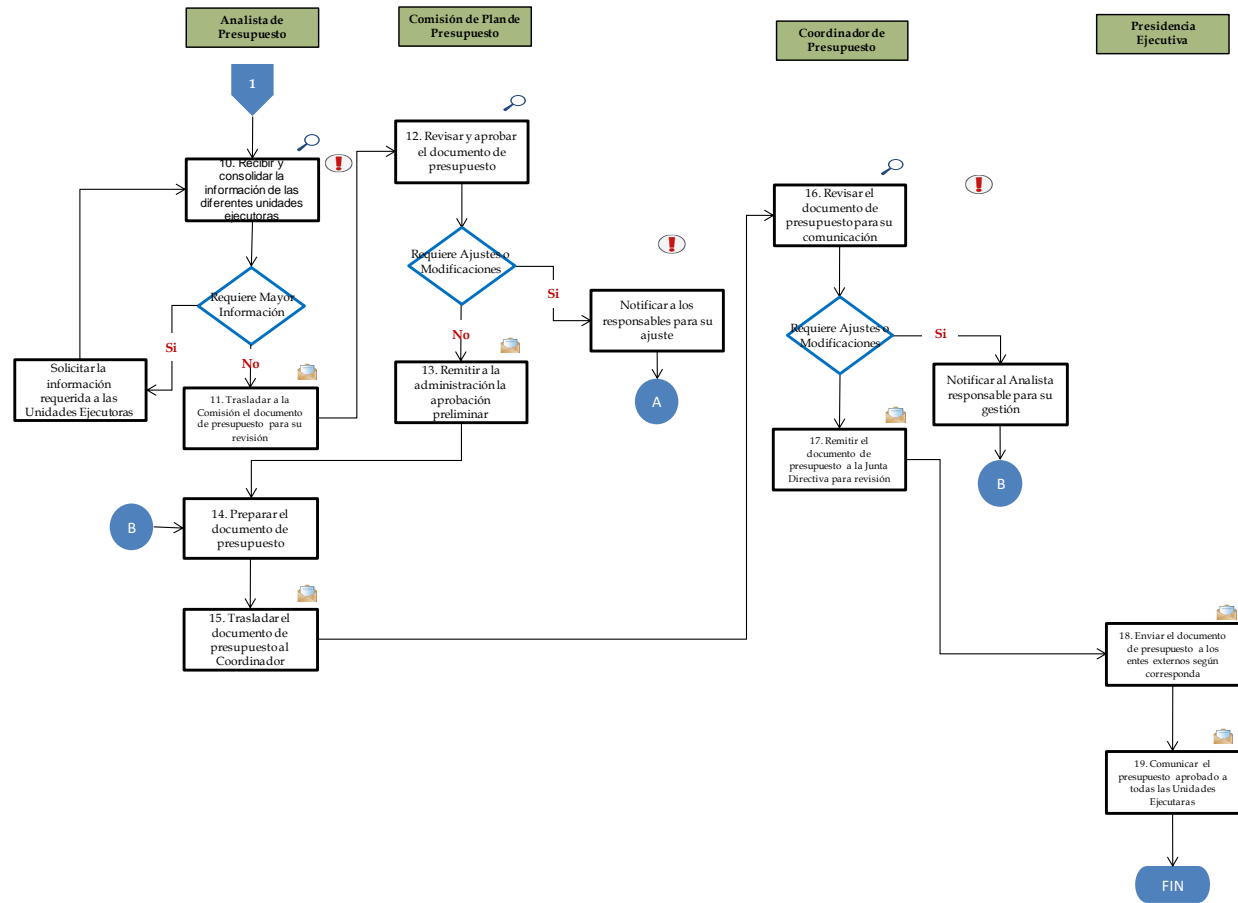 Analista de
Presupuesto
Comisión de Plan de
Presupuesto
Coordinador de
Presupuesto
Presidencia
Ejecutiva
1
10. Recibir y
consolidar la
información de las
diferentes unidades
ejecutoras
Requiere Mayor
Información
Si
No
Solicitar la
información
requerida a las
Unidades Ejecutoras
11. Trasladar a la
Comisión el documento
de presupuesto para su
revisión
12. Revisar y aprobar
el documento de
presupuesto
Requiere Ajustes o
Modificaciones
Si
No
Notificar a los
responsables para su
ajuste
A
13. Remitir a la
administración la
aprobación
preliminar
B
14. Preparar el
documento de
presupuesto
15. Trasladar el
documento de
presupuesto al
Coordinador
16. Revisar el
documento de
presupuesto para su
comunicación
Requiere Ajustes o
Modificaciones
Si
Notificar al Analista
responsable para su
gestión
B
17. Remitir el
documento de
presupuesto a la Junta
Directiva para revisión
18. Enviar el documento
de presupuesto a los
entes externos según
corresponda
19. Comunicar el
presupuesto aprobado a
todas las Unidades
Ejecutaras
FIN